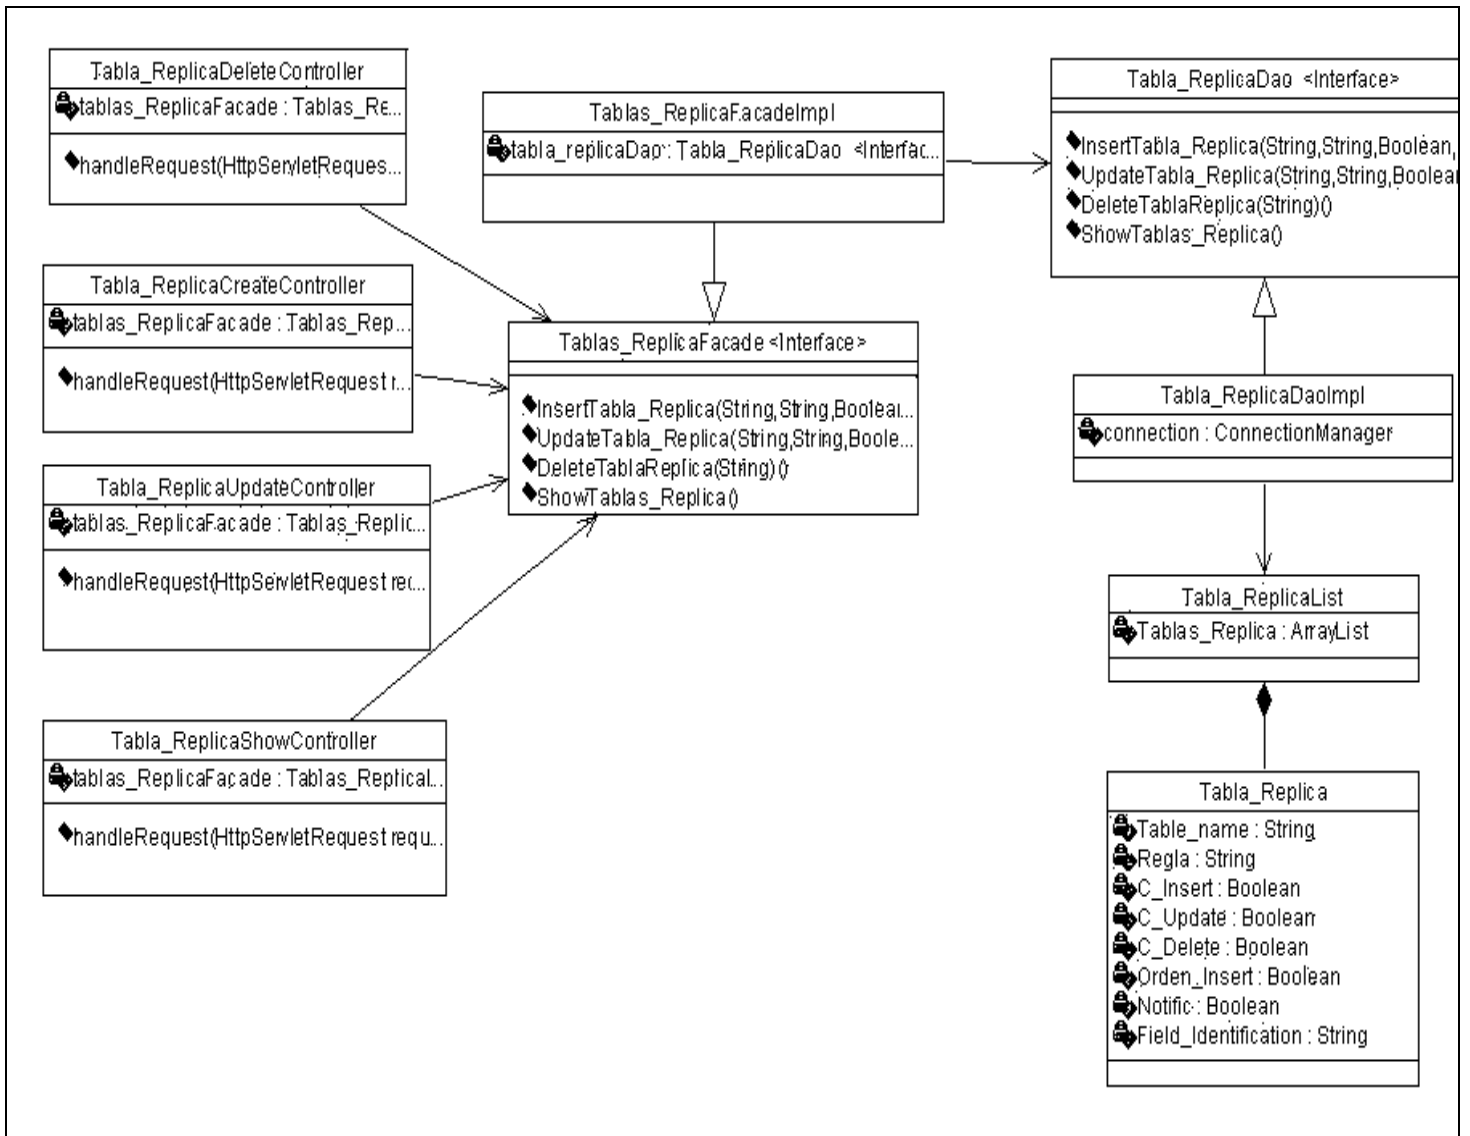 Tabla_ReplicaDeleteController
tablas_ReplicaFacade : Tablas_Re...
handleRequest(HttpServletReques...
Tabla_ReplicaCreateController
tablas_ReplicaFacade : Tablas_Rep...
handleRequest(HttpServletRequest r...
Tabla_ReplicaUpdateController
tablas_ReplicaFacade : Tablas_Replic...
handleRequest(HttpServletRequest req...
Tabla_ReplicaShowController
tablas_ReplicaFacade : Tablas_ReplicaF...
handleRequest(HttpServletRequest requ...
Tablas_ReplicaFacadeImpl
tabla_replicaDao : Tabla_ReplicaDao <Interfac...
Tablas_ReplicaFacade <Interface>
InsertTabla_Replica(String,String,Boolean...
UpdateTabla_Replica(String,String,Boole...
DeleteTablaReplica(String)()
ShowTablas_Replica()
Tabla_ReplicaDao <Interface>
InsertTabla_Replica(String,String,Boolean,
UpdateTabla_Replica(String,String,Boolean
DeleteTablaReplica(String)()
ShowTablas_Replica()
Tabla_ReplicaDaoImpl
connection : ConnectionManager
Tabla_ReplicaList
Tablas_Replica : ArrayList
Tabla_Replica
Table_name : String
Regla : String
C_Insert : Boolean
C_Update : Boolean
C_Delete : Boolean
Orden_Insert : Boolean
Notific : Boolean
Field_Identification : String